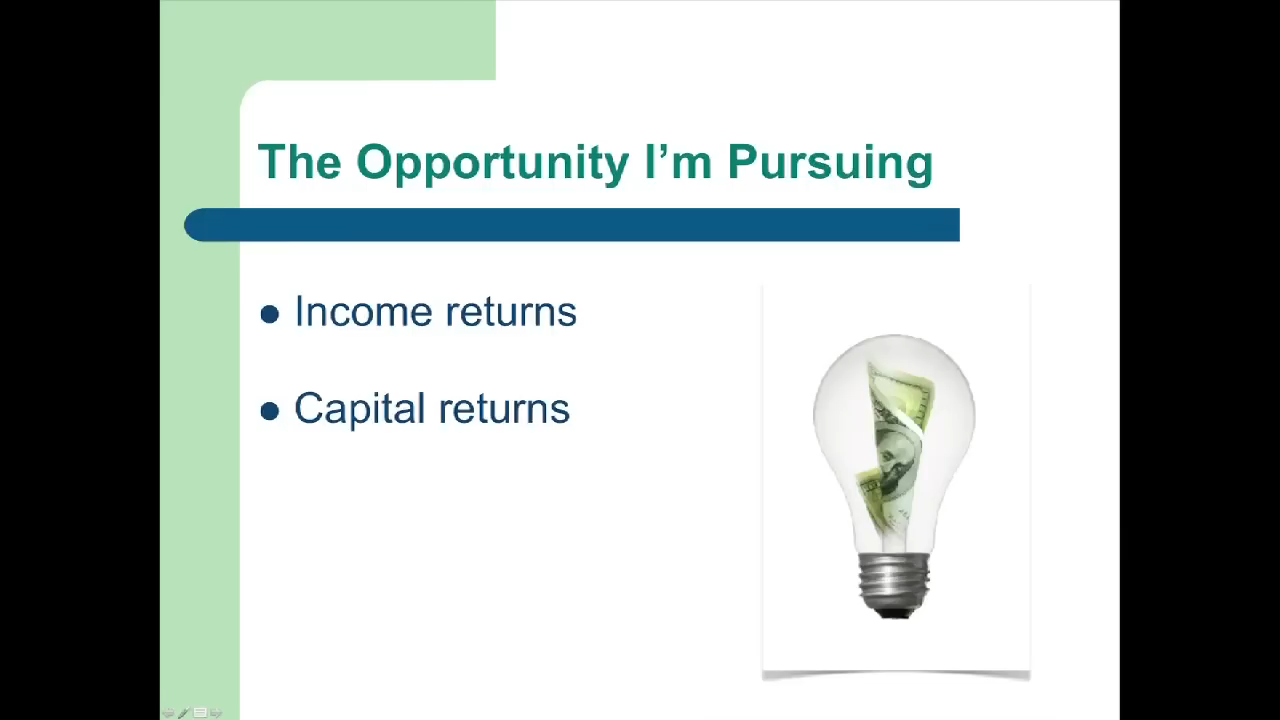 The Opportunity I’m Pursuing
Income returns
Capital returns